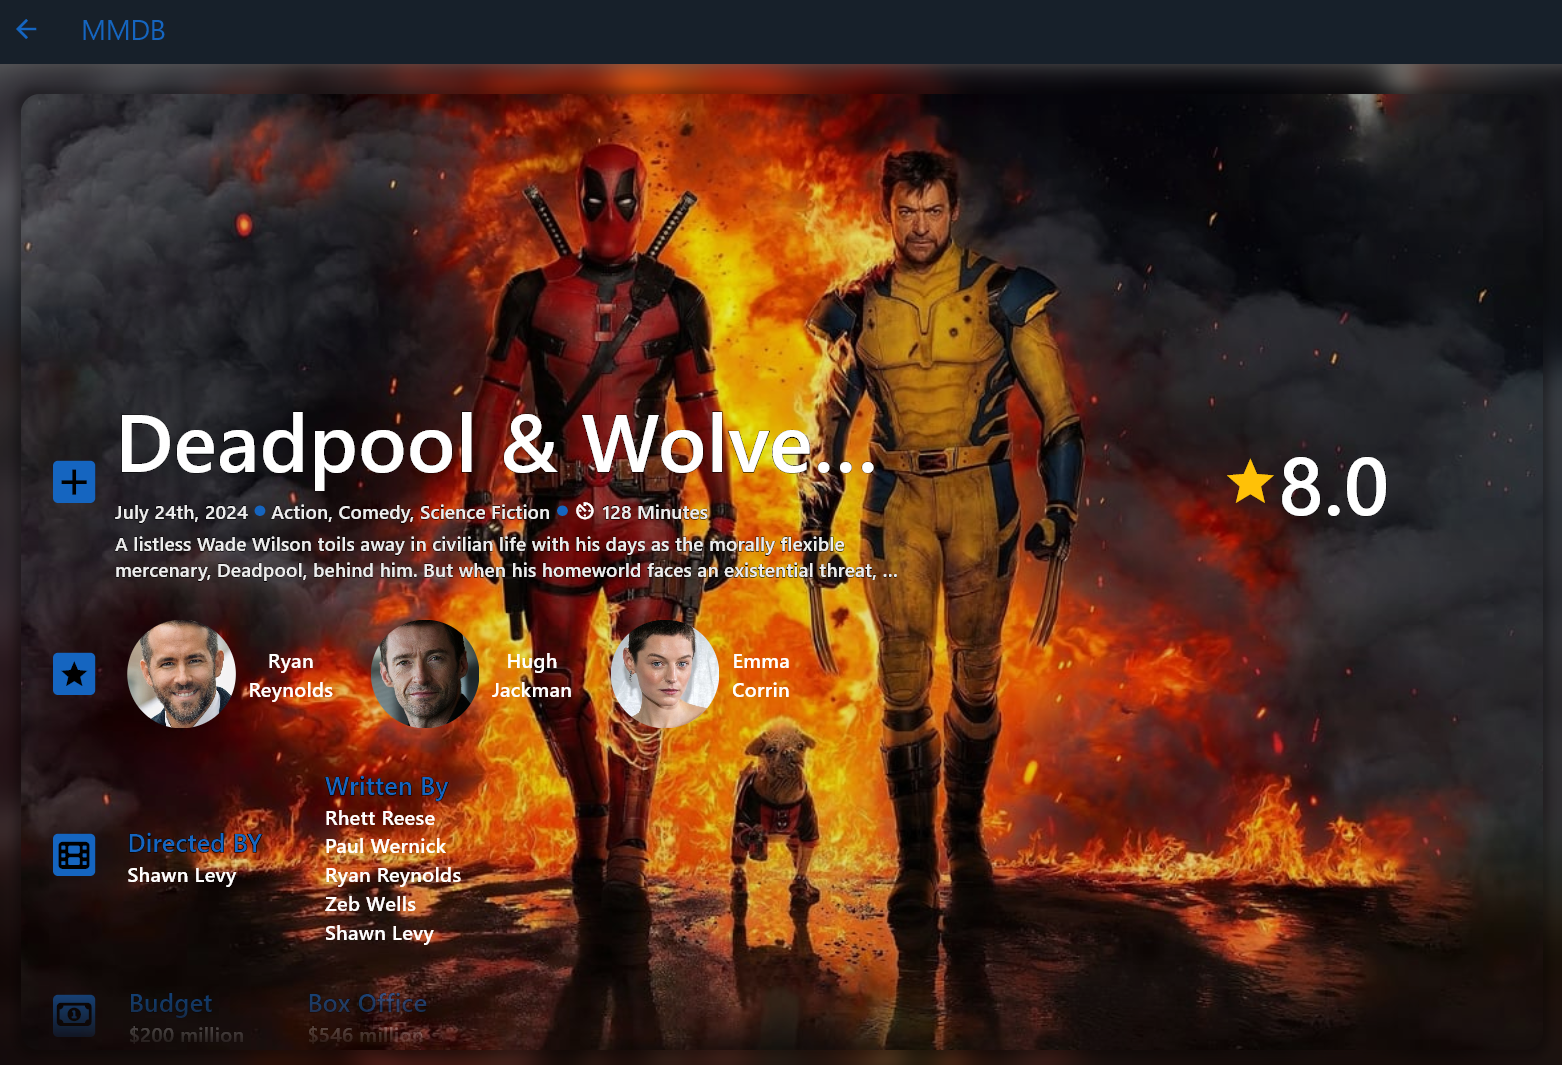 MMDB
Deadpool & Wolve...
July 24th, 2024 Action, Comedy, Science Fiction 128 Minutes
A listless Wade Wilson toils away in civilian life with his days as the morally flexible
mercenary, Deadpool, behind him. But when his homeworld faces an existential threat, ...
8.0
Ryan
Reynolds
Hugh
Jackman
Emma
Corrin
Directed BY
Shawn Levy
Written By
Rhett Reese
Paul Wernick
Ryan Reynolds
Zeb Wells
Shawn Levy
Budget
$200 million
Box Office
$546 million